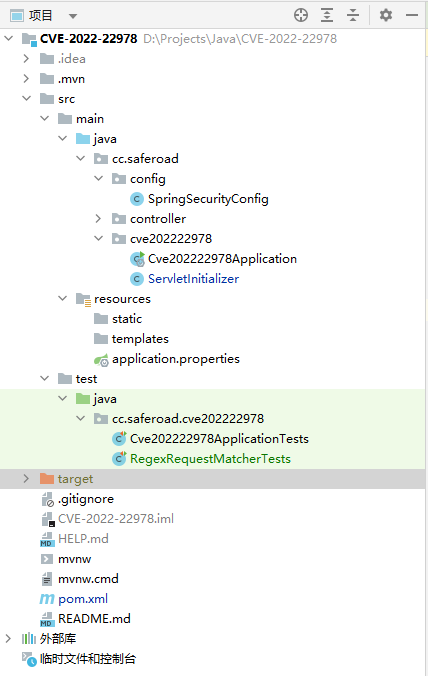 项目
CVE-2022-22978 D:\Projects\Java\CVE-2022-22978
.idea
.mvn
src
main
java
cc.saferoad
config
SpringSecurityConfig
controller
cve202222978
Cve202222978Application
ServletInitializer
resources
static
templates
application.properties
test
java
cc.saferoad.cve202222978
Cve202222978ApplicationTests
RegexRequestMatcherTests
target
.gitignore
CVE-2022-22978.iml
HELP.md
mvnw
mvnw.cmd
pom.xml
README.md
外部库
临时文件和控制台